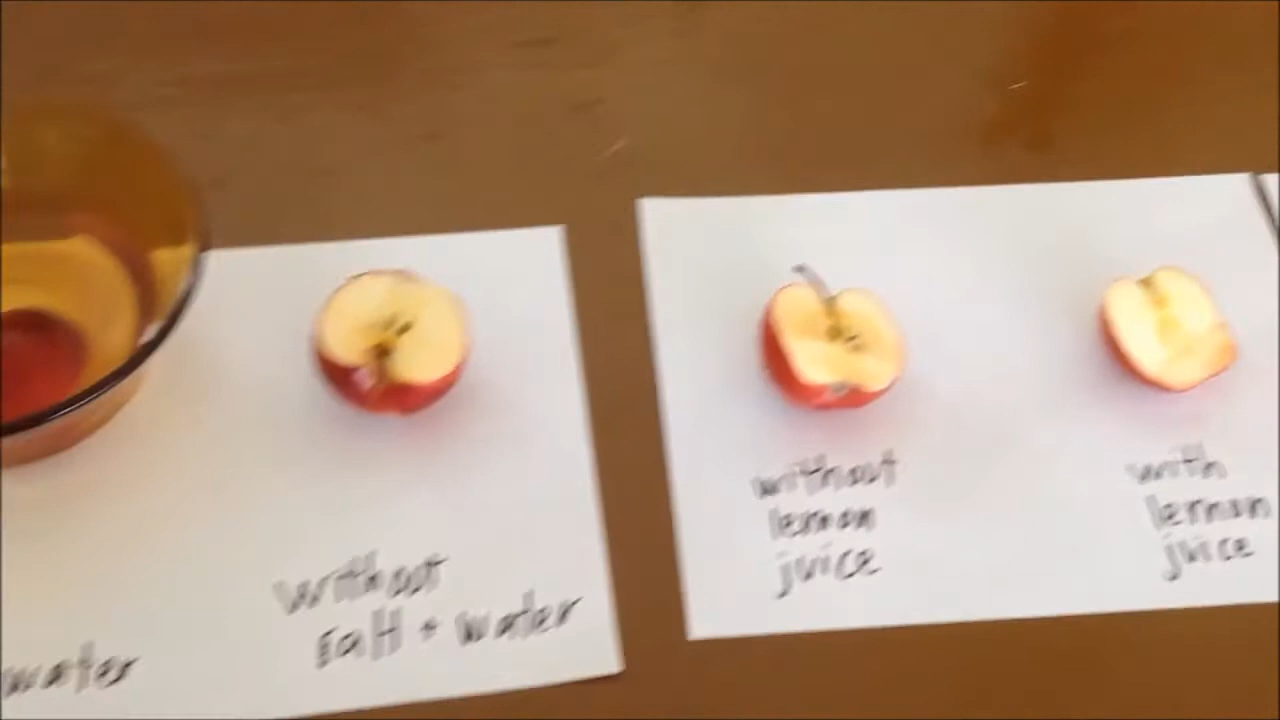 water
without
salt + water
without
lemon
juice
with
lemon
juice